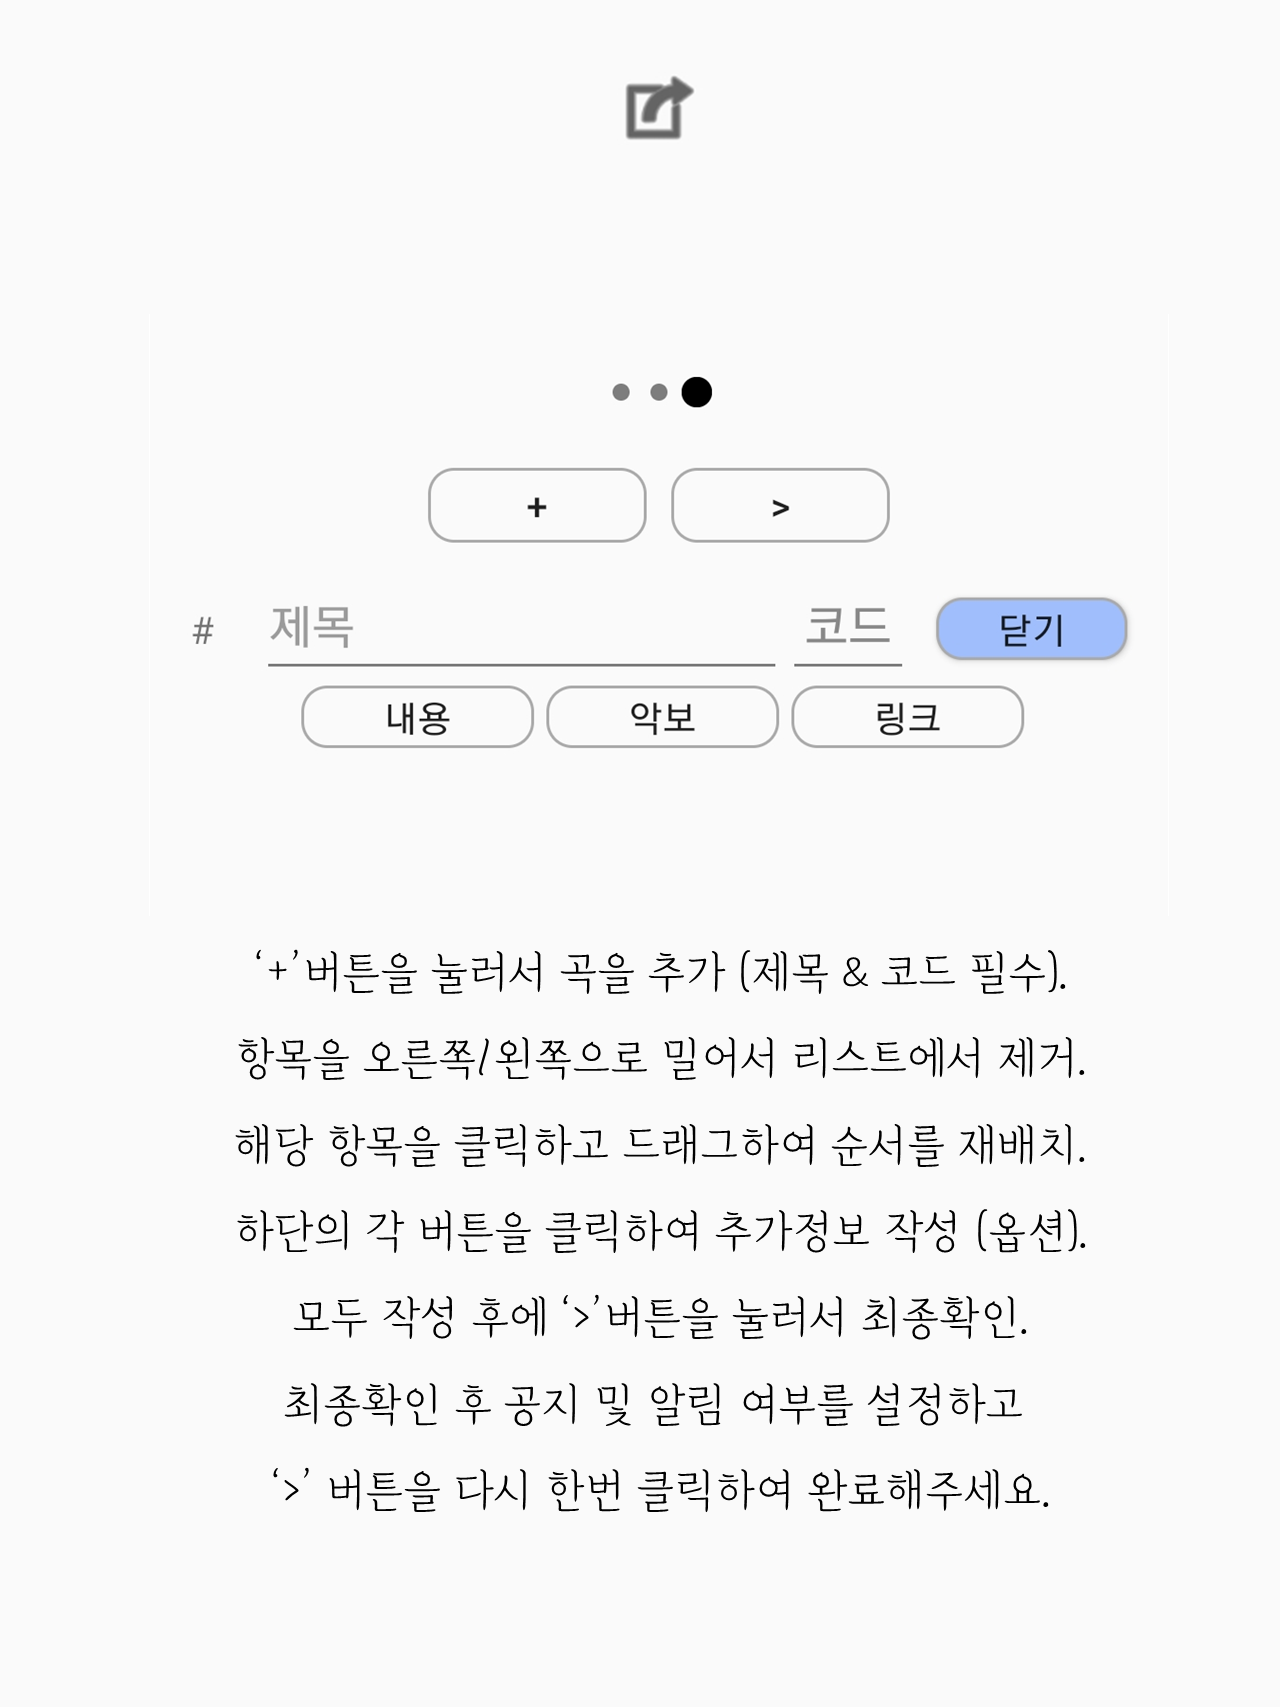 + >
# 제목 코드 닫기
내용 악보 링크
‘+’버튼을 눌러서 곡을 추가 (제목 & 코드 필수).
항목을 오른쪽/왼쪽으로 밀어서 리스트에서 제거.
해당 항목을 클릭하고 드래그하여 순서를 재배치.
하단의 각 버튼을 클릭하여 추가정보 작성 (옵션).
모두 작성 후에 ‘>’버튼을 눌러서 최종확인.
최종확인 후 공지 및 알림 여부를 설정하고
‘>’ 버튼을 다시 한번 클릭하여 완료해주세요.